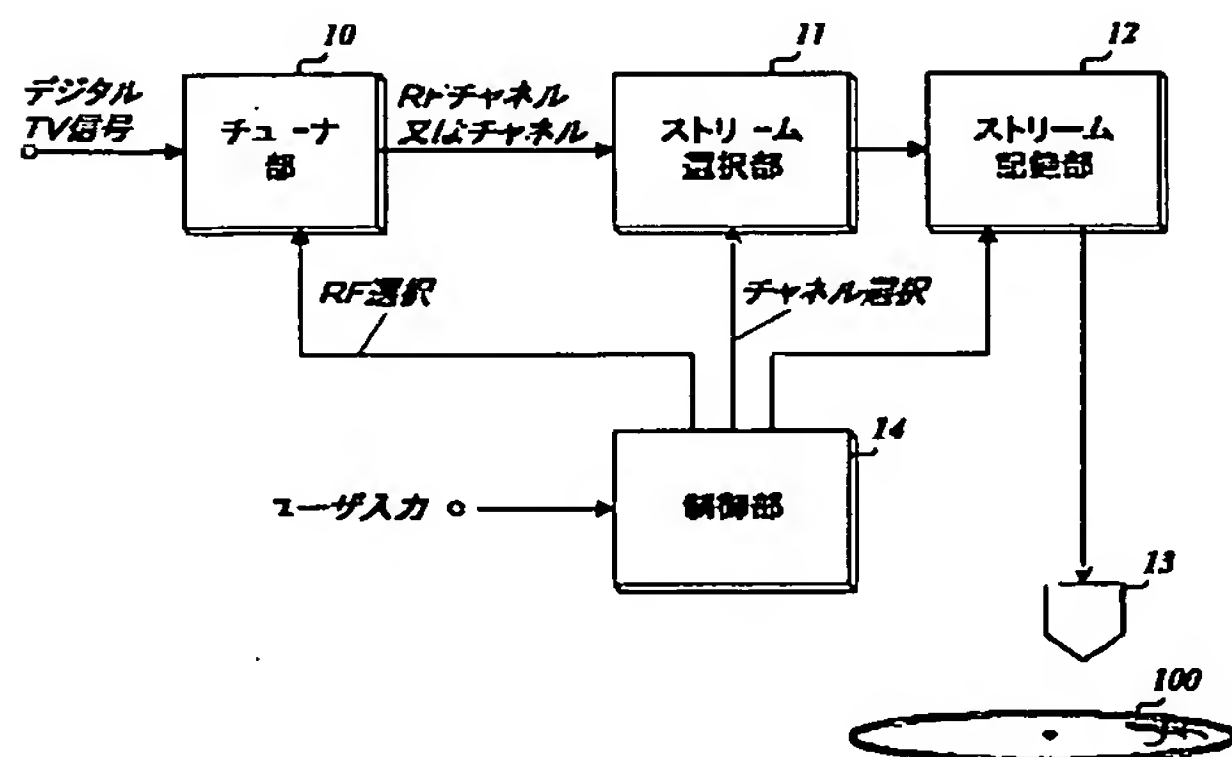 10
11
12
デジタル
TV信号
チューナ
部
RFチャネル
又はチャネル
ストリーム
選択部
ストリーム
記録部
RF選択
チャネル選択
14
ユーザ入力
制御部
13
100